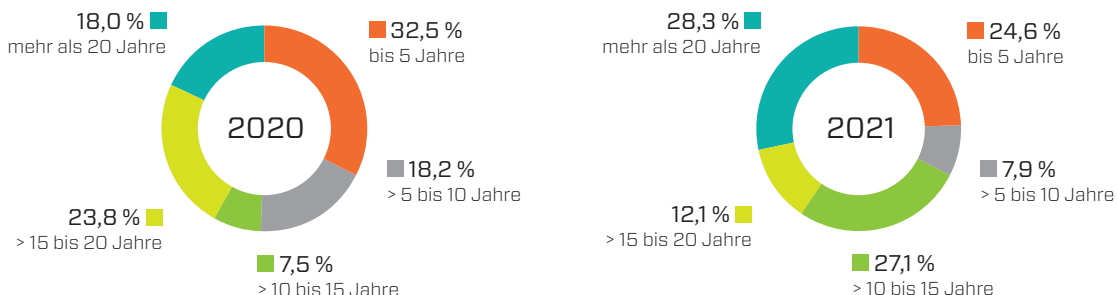 18,0 %
mehr als 20 Jahre
32,5 %
bis 5 Jahre
2020
18,2 %
> 5 bis 10 Jahre
23,8 %
> 15 bis 20 Jahre
7,5 %
> 10 bis 15 Jahre
28,3 %
mehr als 20 Jahre
24,6 %
bis 5 Jahre
2021
7,9 %
> 5 bis 10 Jahre
12,1 %
> 15 bis 20 Jahre
27,1 %
> 10 bis 15 Jahre